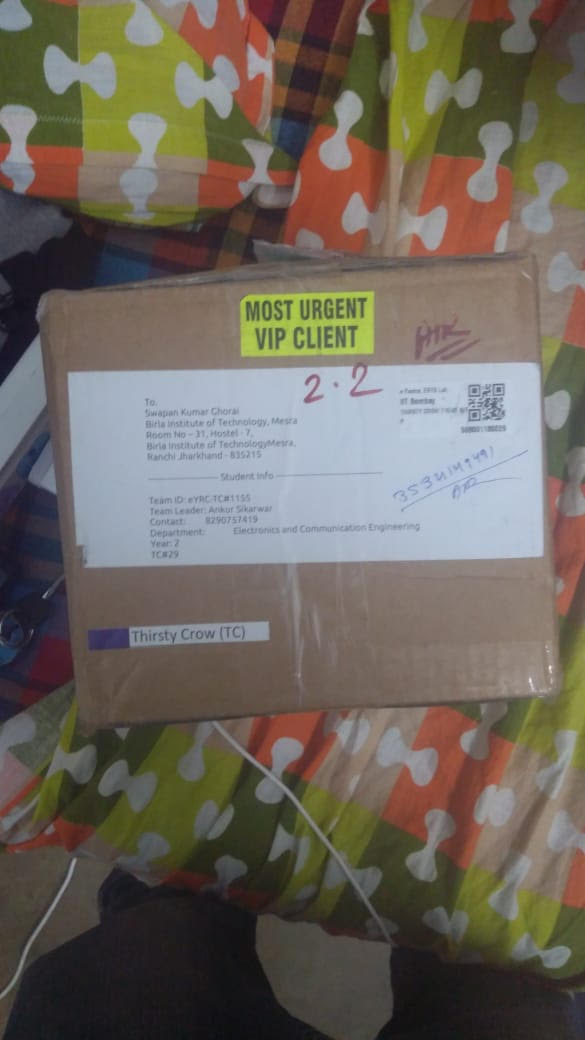 MOST URGENT
VIP CLIENT
2.2
To,
Swapan Kumar Ghorai
Birla Institute of Technology, Mesra
Room No – 31, Hostel - 7,
Birla Institute of TechnologyMesra,
Ranchi Jharkhand - 835215
IIT Bombay
Student Info
Team ID: eYRC-TC#1155
Team Leader: Ankur Sikarwar
Contact: 8290757419
Department: Electronics and Communication Engineering
Year: 2
TC#29
Thirsty Crow (TC)